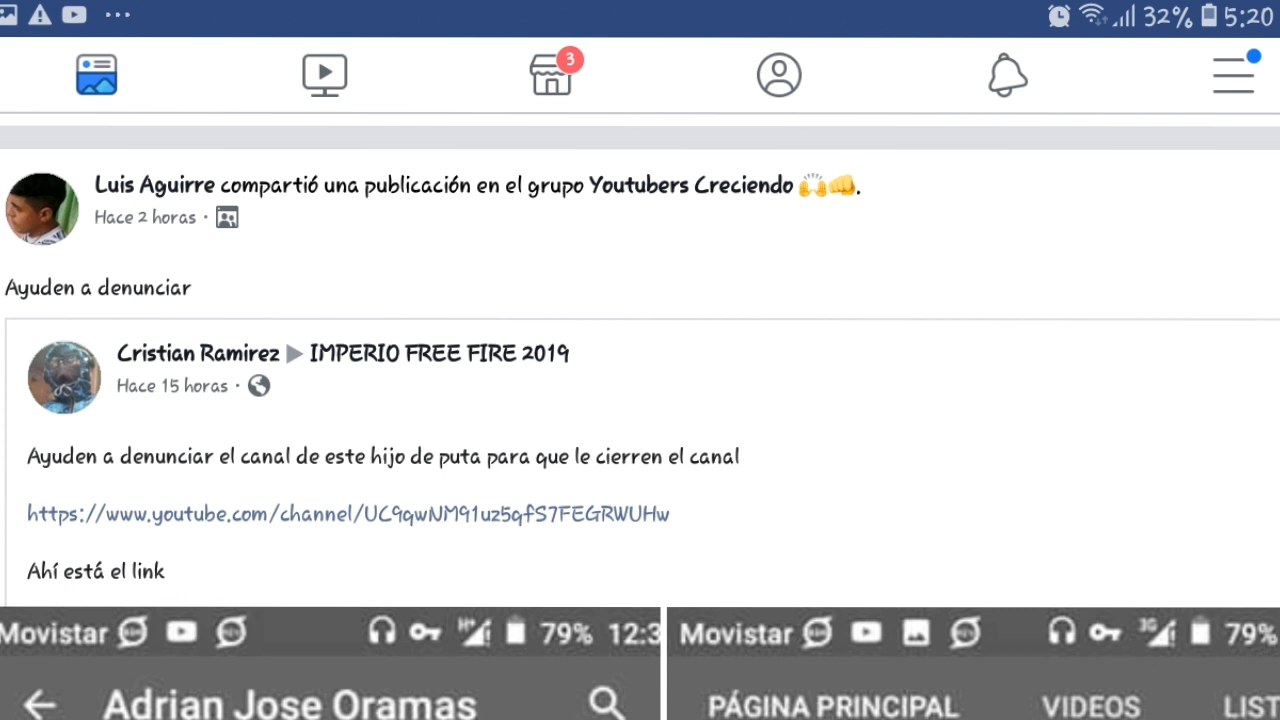 32% 5:20
3
Luis Aguirre compartió una publicación en el grupo Youtubers Creciendo 🙌👊.
Hace 2 horas ·
Ayuden a denunciar
Cristian Ramirez ▶ IMPERIO FREE FIRE 2019
Hace 15 horas ·
Ayuden a denunciar el canal de este hijo de puta para que le cierren el canal
https://www.youtube.com/channel/UC9qwNM91uz5qfS7FEGRWUHw
Ahí está el link
Movistar H+ 79% 12:3
Adrian Jose Oramas
Movistar 3G 79%
PÁGINA PRINCIPAL VIDEOS LIST